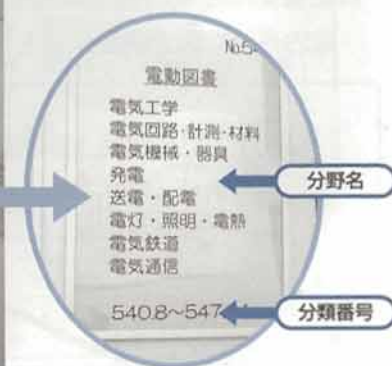 電動図書
電気工学
電気回路・計測・材料
電気機械・器具
発電
送電・配電
電灯・照明・電熱
電気鉄道
電気通信
540.8～547
分野名
分類番号